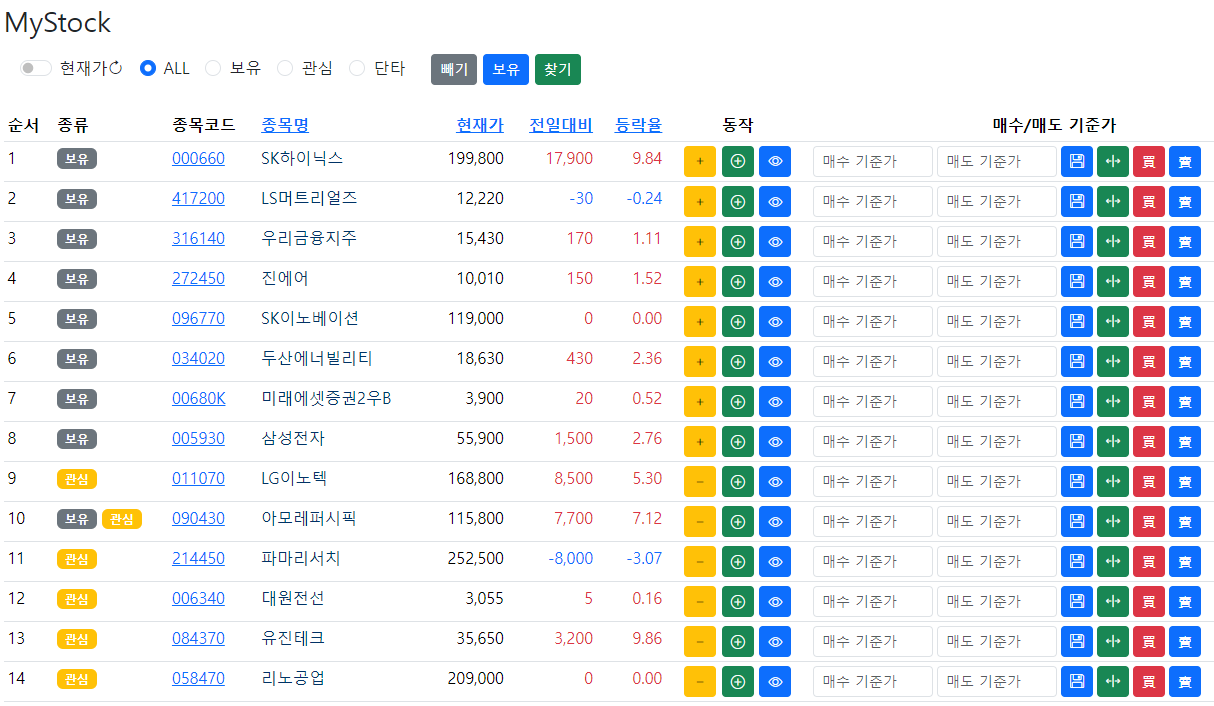 MyStock
현재가 ALL 보유 관심 단타 빼기 보유 찾기
순서 종류 종목코드 종목명 현재가 전일대비 등락율 동작 매수/매도 기준가
1 보유 000660 SK하이닉스 199,800 17,900 9.84 + 매수 기준가 매도 기준가 買 賣
2 보유 417200 LS머트리얼즈 12,220 -30 -0.24 + 매수 기준가 매도 기준가 買 賣
3 보유 316140 우리금융지주 15,430 170 1.11 + 매수 기준가 매도 기준가 買 賣
4 보유 272450 진에어 10,010 150 1.52 + 매수 기준가 매도 기준가 買 賣
5 보유 096770 SK이노베이션 119,000 0 0.00 + 매수 기준가 매도 기준가 買 賣
6 보유 034020 두산에너빌리티 18,630 430 2.36 + 매수 기준가 매도 기준가 買 賣
7 보유 00680K 미래에셋증권2우B 3,900 20 0.52 + 매수 기준가 매도 기준가 買 賣
8 보유 005930 삼성전자 55,900 1,500 2.76 + 매수 기준가 매도 기준가 買 賣
9 관심 011070 LG이노텍 168,800 8,500 5.30 − 매수 기준가 매도 기준가 買 賣
10 보유 관심 090430 아모레퍼시픽 115,800 7,700 7.12 − 매수 기준가 매도 기준가 買 賣
11 관심 214450 파마리서치 252,500 -8,000 -3.07 − 매수 기준가 매도 기준가 買 賣
12 관심 006340 대원전선 3,055 5 0.16 − 매수 기준가 매도 기준가 買 賣
13 관심 084370 유진테크 35,650 3,200 9.86 − 매수 기준가 매도 기준가 買 賣
14 관심 058470 리노공업 209,000 0 0.00 − 매수 기준가 매도 기준가 買 賣